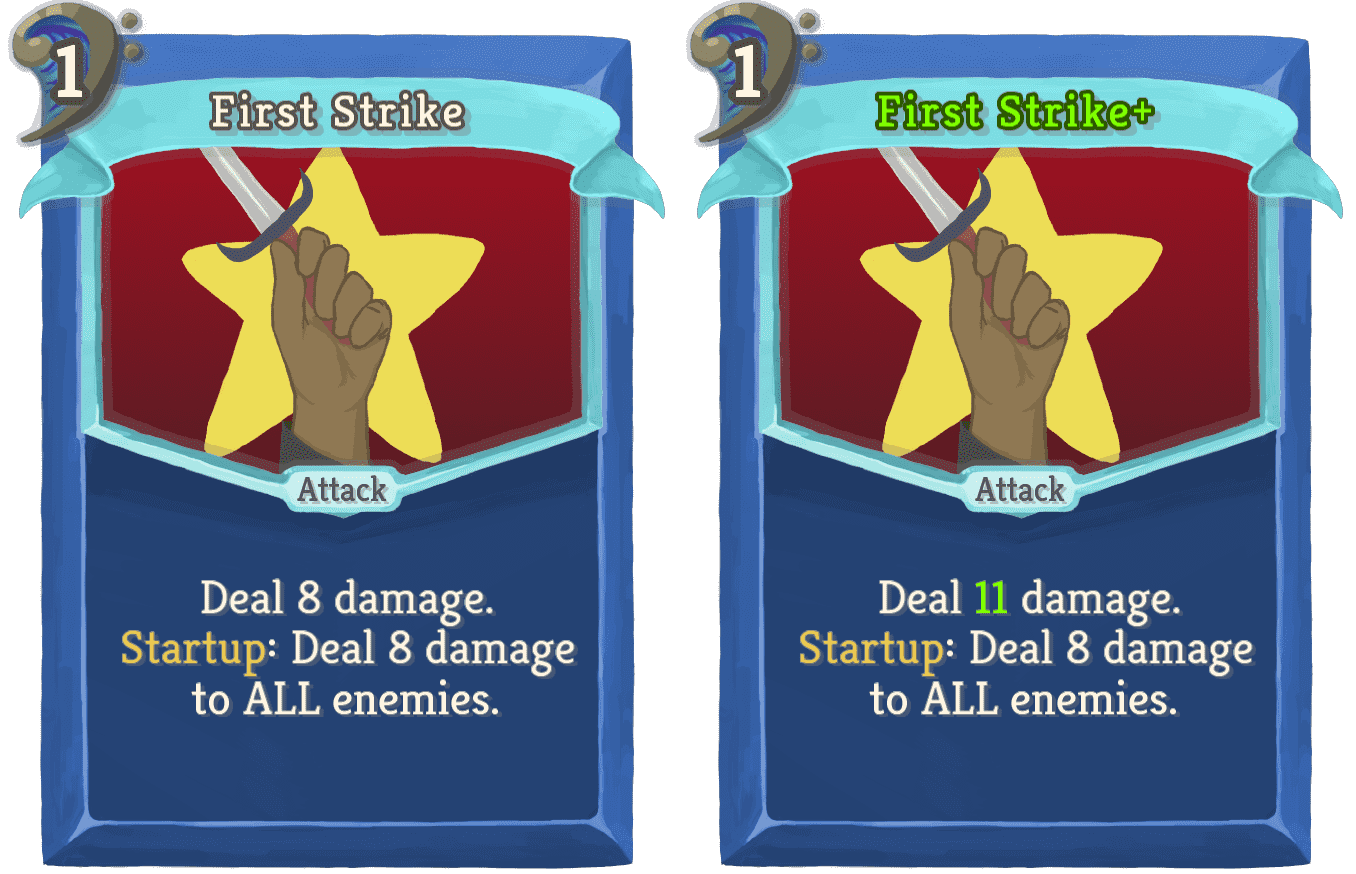 1
First Strike
Attack
Deal 8 damage.
Startup: Deal 8 damage
to ALL enemies.
1
First Strike+
Attack
Deal 11 damage.
Startup: Deal 8 damage
to ALL enemies.